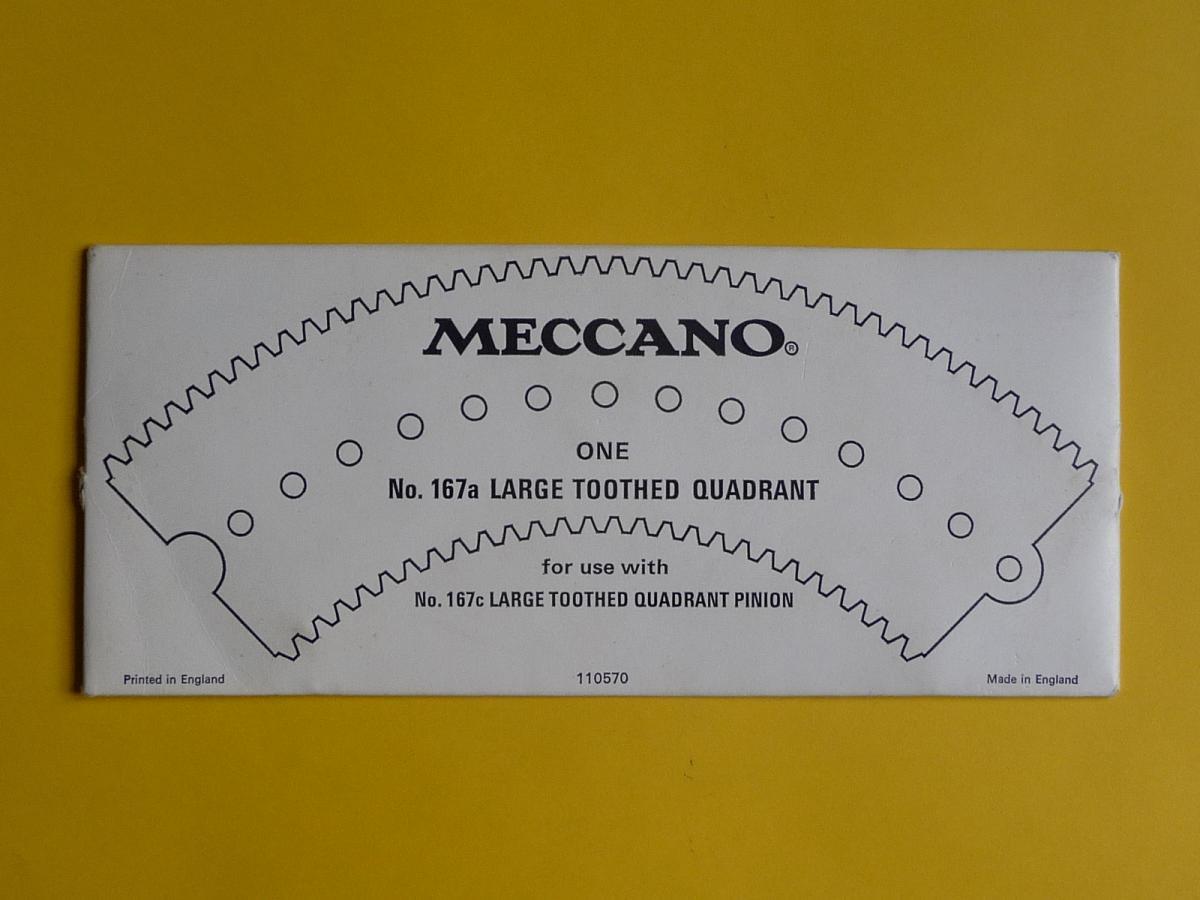 MECCANO®
ONE
No. 167a LARGE TOOTHED QUADRANT
for use with
No. 167c LARGE TOOTHED QUADRANT PINION
Printed in England 110570 Made in England